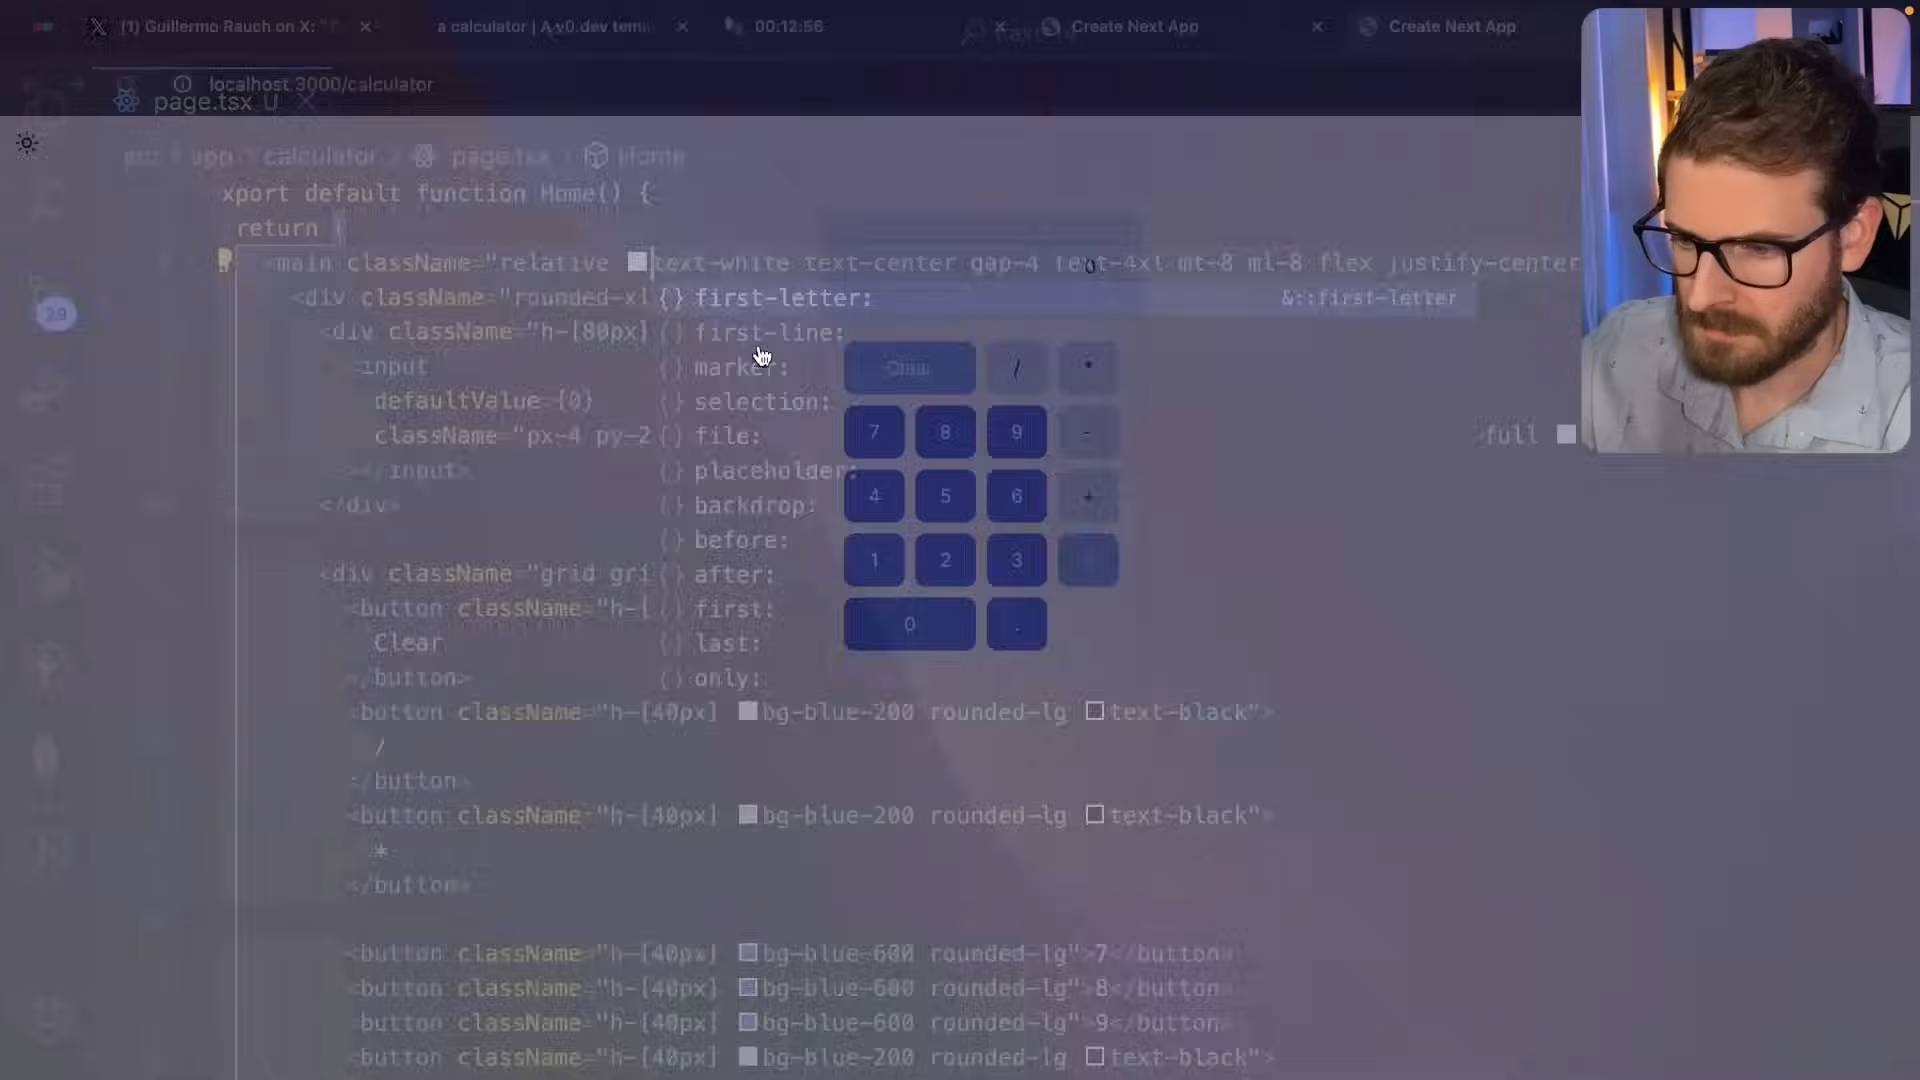 (1) Guillermo Rauch on X: "
a calculator | A v0.dev tem
00:12:56
Create Next App
Create Next App
localhost:3000/calculator
page.tsx U
app
calculator
page.tsx
Home
xport default function Home() {
return (
<main className="relative text-white text-center gap-4 text-4xl mt-8 ml-8 flex justify-center
0
<div className="rounded-xl
{} first-letter:
&::first-letter
<div className="h-[80px]
{} first-line:
<input
{} marker:
Clear
/
*
defaultValue={0}
{} selection:
className="px-4 py-2
{} file:
7
8
9
-
-full
></input>
{} placeholder:
</div>
{} backdrop:
4
5
6
+
{} before:
<div className="grid gri
{} after:
1
2
3
<button className="h-[
{} first:
Clear
{} last:
0
.
</button>
{} only:
<button className="h-[40px] bg-blue-200 rounded-lg text-black">
/
</button>
<button className="h-[40px] bg-blue-200 rounded-lg text-black">
*
</button>
<button className="h-[40px] bg-blue-600 rounded-lg">7</button>
<button className="h-[40px] bg-blue-600 rounded-lg">8</button>
<button className="h-[40px] bg-blue-600 rounded-lg">9</button>
<button className="h-[40px] bg-blue-200 rounded-lg text-black">
29